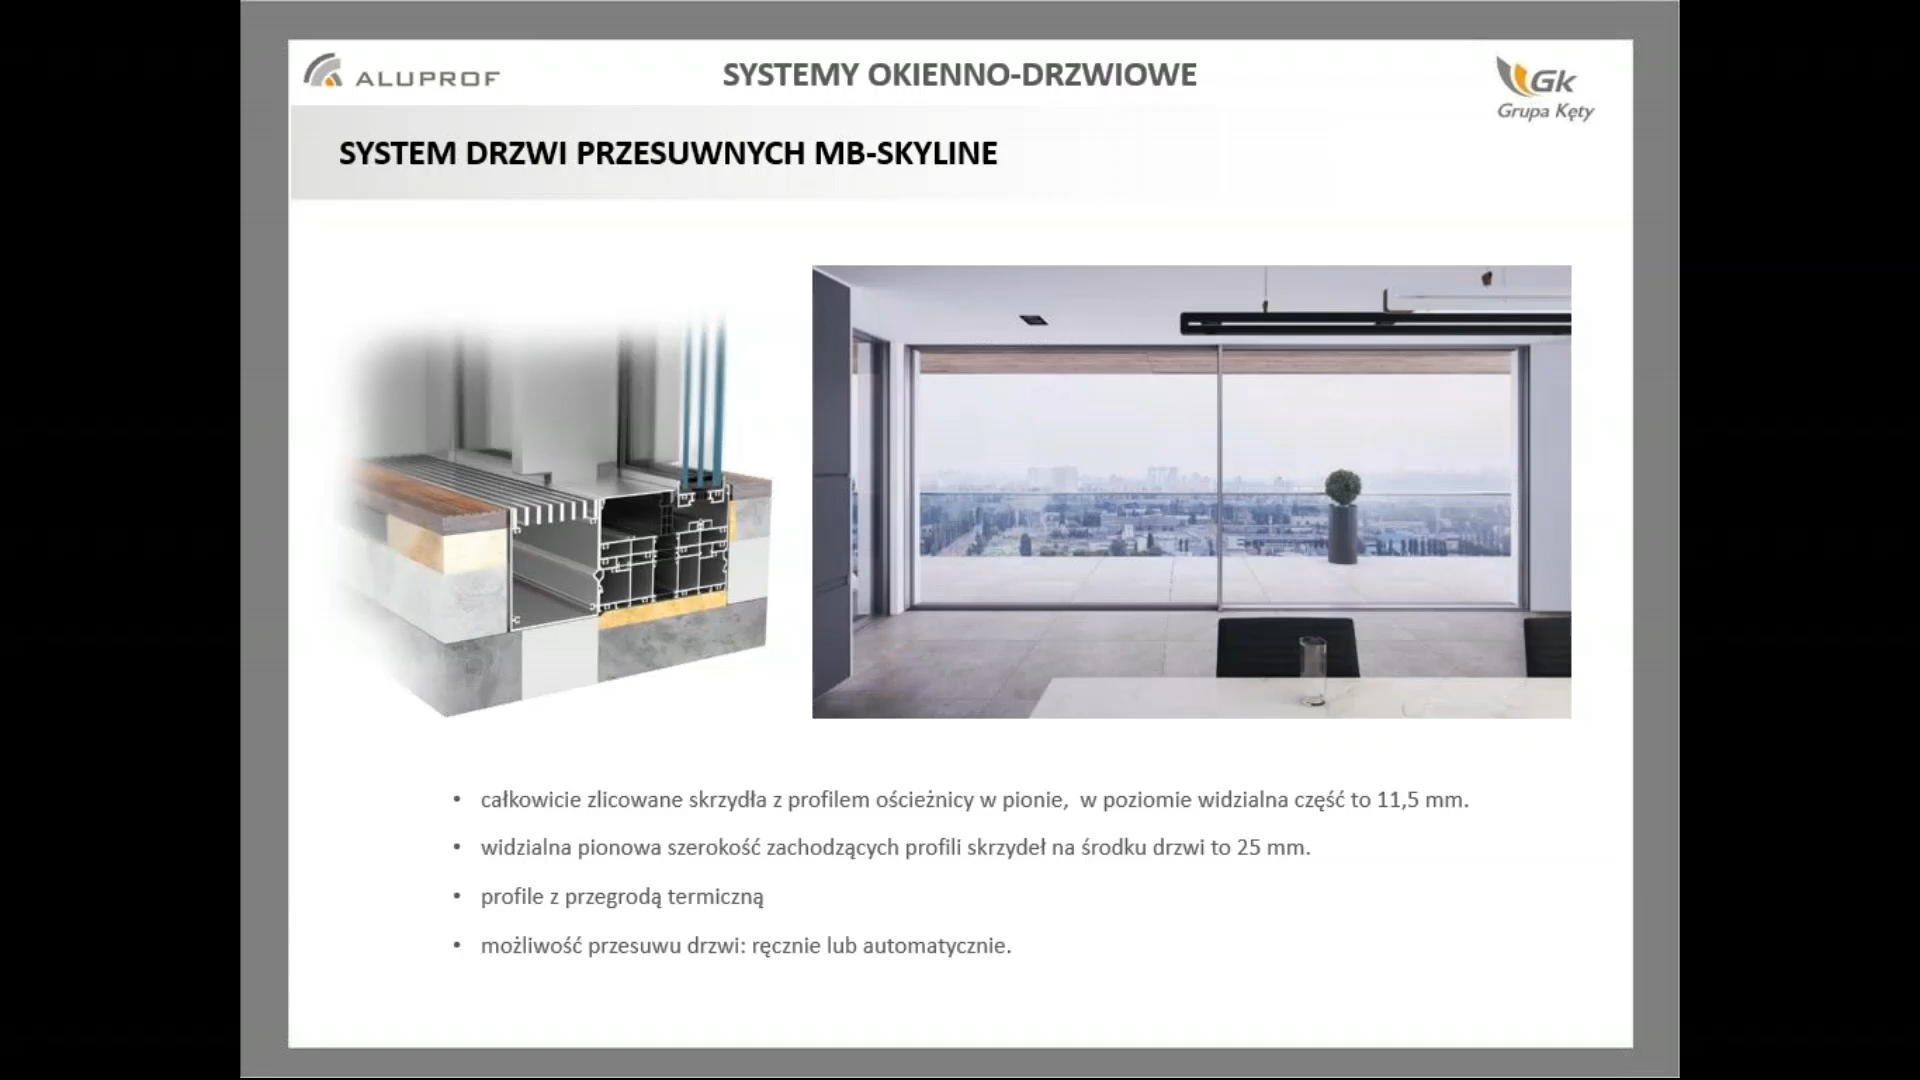 ALUPROF
SYSTEMY OKIENNO-DRZWIOWE
Gk
Grupa Kęty
SYSTEM DRZWI PRZESUWNYCH MB-SKYLINE
• całkowicie zlicowane skrzydła z profilem ościeżnicy w pionie, w poziomie widzialna część to 11,5 mm.
• widzialna pionowa szerokość zachodzących profili skrzydeł na środku drzwi to 25 mm.
• profile z przegrodą termiczną
• możliwość przesuwu drzwi: ręcznie lub automatycznie.